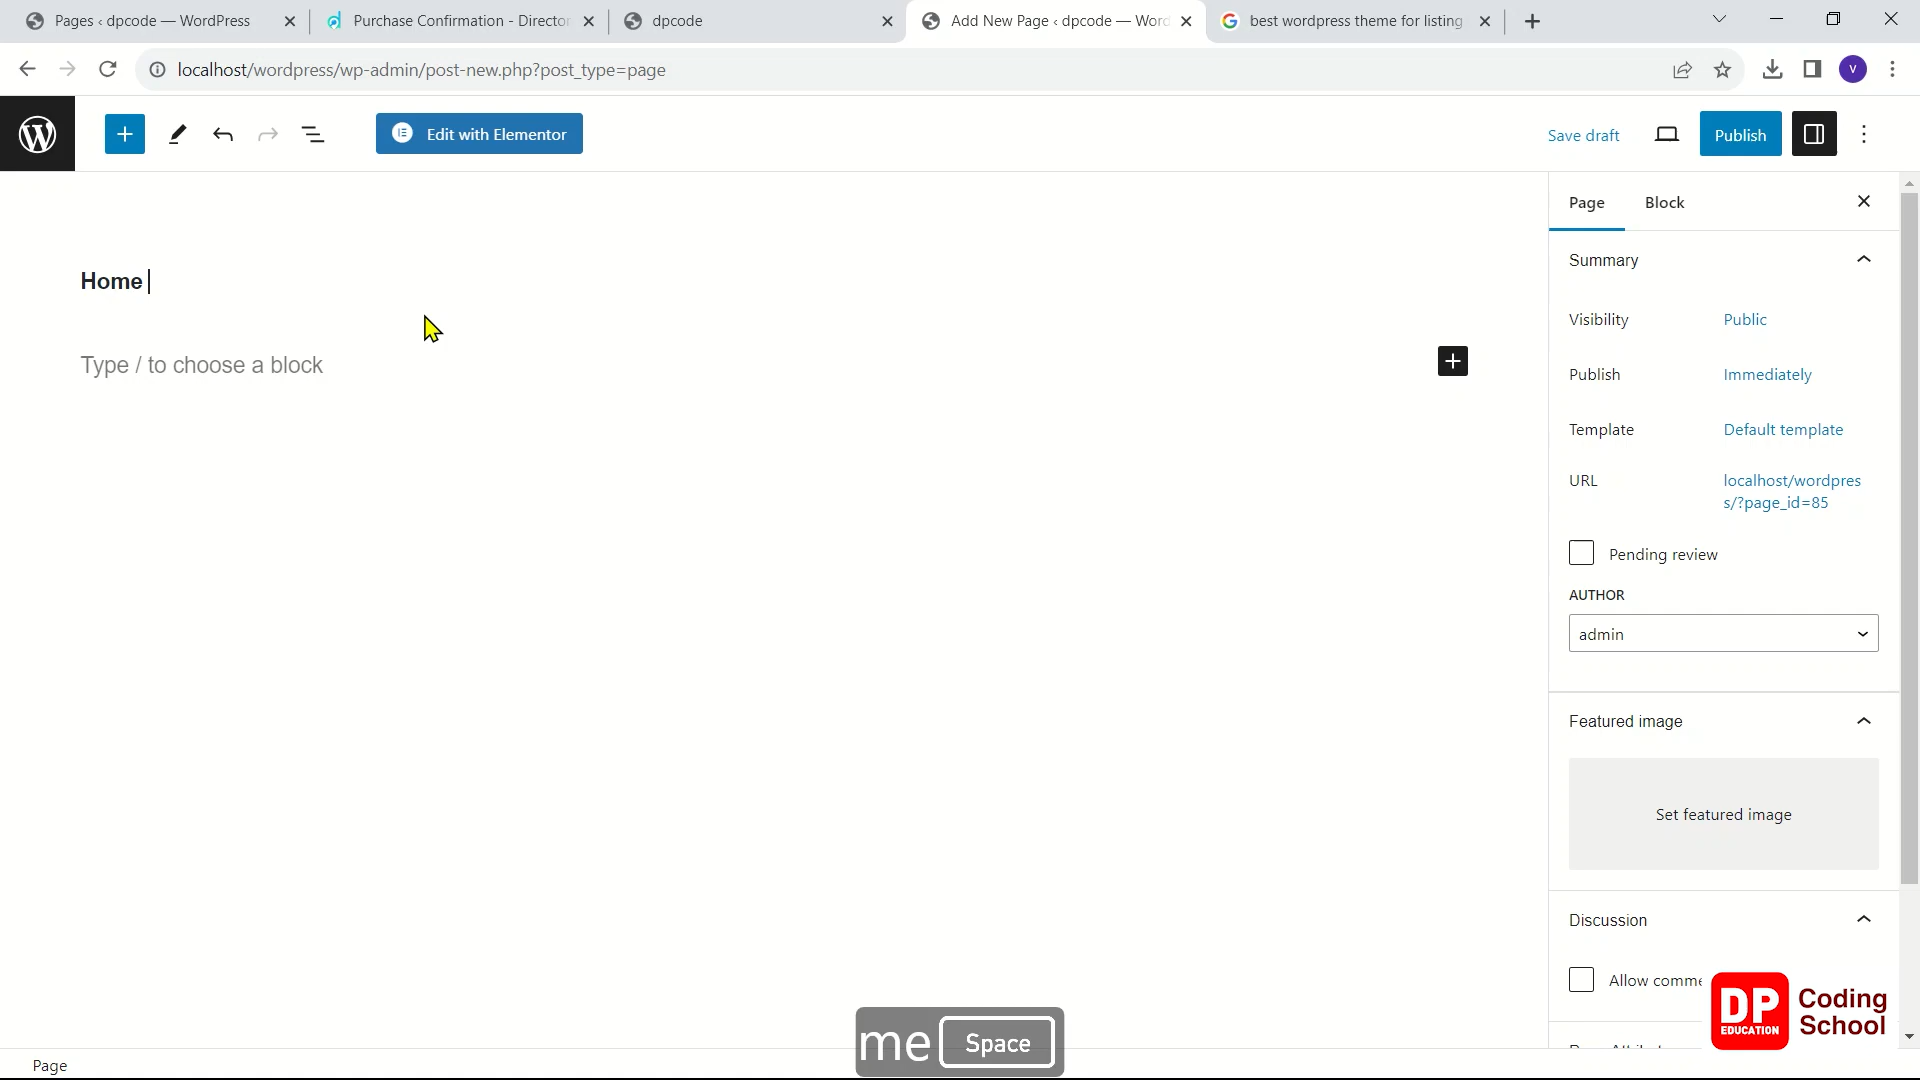 Pages ‹ dpcode — WordPress
Purchase Confirmation - Director
dpcode
Add New Page ‹ dpcode — Word
best wordpress theme for listing
localhost/wordpress/wp-admin/post-new.php?post_type=page
V
Edit with Elementor
Save draft
Publish
Page
Block
Home
Summary
Visibility
Public
Type / to choose a block
Publish
Immediately
Template
Default template
URL
localhost/wordpres
s/?page_id=85
Pending review
AUTHOR
admin
Featured image
Set featured image
Discussion
Allow comme
DP
EDUCATION
Coding
School
me
Space
Page